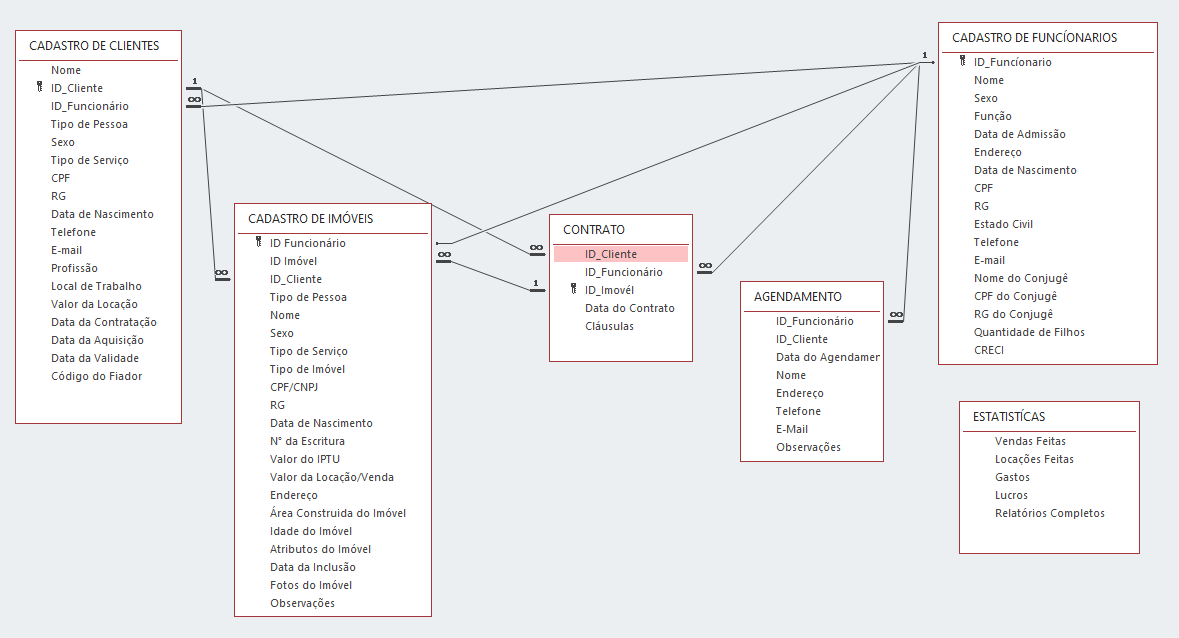 CADASTRO DE CLIENTES
Nome
ID_Cliente
ID_Funcionário
Tipo de Pessoa
Sexo
Tipo de Serviço
CPF
RG
Data de Nascimento
Telefone
E-mail
Profissão
Local de Trabalho
Valor da Locação
Data da Contratação
Data da Aquisição
Data da Validade
Código do Fiador
1
∞
∞
CADASTRO DE IMÓVEIS
ID Funcionário
ID Imóvel
ID_Cliente
Tipo de Pessoa
Nome
Sexo
Tipo de Serviço
Tipo de Imóvel
CPF/CNPJ
RG
Data de Nascimento
N° da Escritura
Valor do IPTU
Valor da Locação/Venda
Endereço
Área Construida do Imóvel
Idade do Imóvel
Atributos do Imóvel
Data da Inclusão
Fotos do Imóvel
Observações
∞
∞
1
CONTRATO
ID_Cliente
ID_Funcionário
ID_Imovél
Data do Contrato
Cláusulas
∞
AGENDAMENTO
ID_Funcionário
ID_Cliente
Data do Agendamer
Nome
Endereço
Telefone
E-Mail
Observações
∞
1
CADASTRO DE FUNCÍONARIOS
ID_Funcíonario
Nome
Sexo
Função
Data de Admissão
Endereço
Data de Nascimento
CPF
RG
Estado Civil
Telefone
E-mail
Nome do Conjugê
CPF do Conjugê
RG do Conjugê
Quantidade de Filhos
CRECI
ESTATISTÍCAS
Vendas Feitas
Locações Feitas
Gastos
Lucros
Relatórios Completos